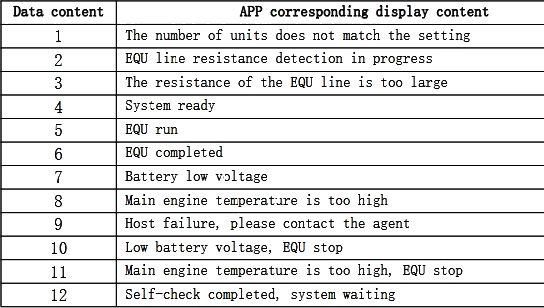 Data content APP corresponding display content
1 The number of units does not match the setting
2 EQU line resistance detection in progress
3 The resistance of the EQU line is too large
4 System ready
5 EQU run
6 EQU completed
7 Battery low voltage
8 Main engine temperature is too high
9 Host failure, please contact the agent
10 Low battery voltage, EQU stop
11 Main engine temperature is too high, EQU stop
12 Self-check completed, system waiting